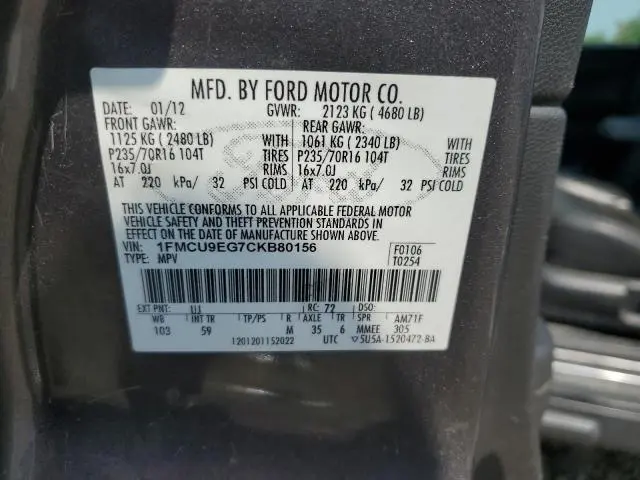 MFD. BY FORD MOTOR CO.
DATE: 01/12 GVWR: 2123 KG ( 4680 LB)
FRONT GAWR: REAR GAWR:
1125 KG ( 2480 LB) WITH 1061 KG ( 2340 LB) WITH
P235/70R16 104T TIRES P235/70R16 104T TIRES
16x7.0J RIMS 16x7.0J RIMS
AT 220 kPa/ 32 PSI COLD AT 220 kPa/ 32 PSI COLD
THIS VEHICLE CONFORMS TO ALL APPLICABLE FEDERAL MOTOR
VEHICLE SAFETY AND THEFT PREVENTION STANDARDS IN
EFFECT ON THE DATE OF MANUFACTURE SHOWN ABOVE.
VIN: 1FMCU9EG7CKB80156 F0106
TYPE: MPV T0254
EXT PNT: UJ RC: 72 DSO:
WB INT TR TP/PS R AXLE TR SPR AM71F
103 59 M 35 6 MMEE 305
1201201152022 UTC 5U5A-1520472-BA